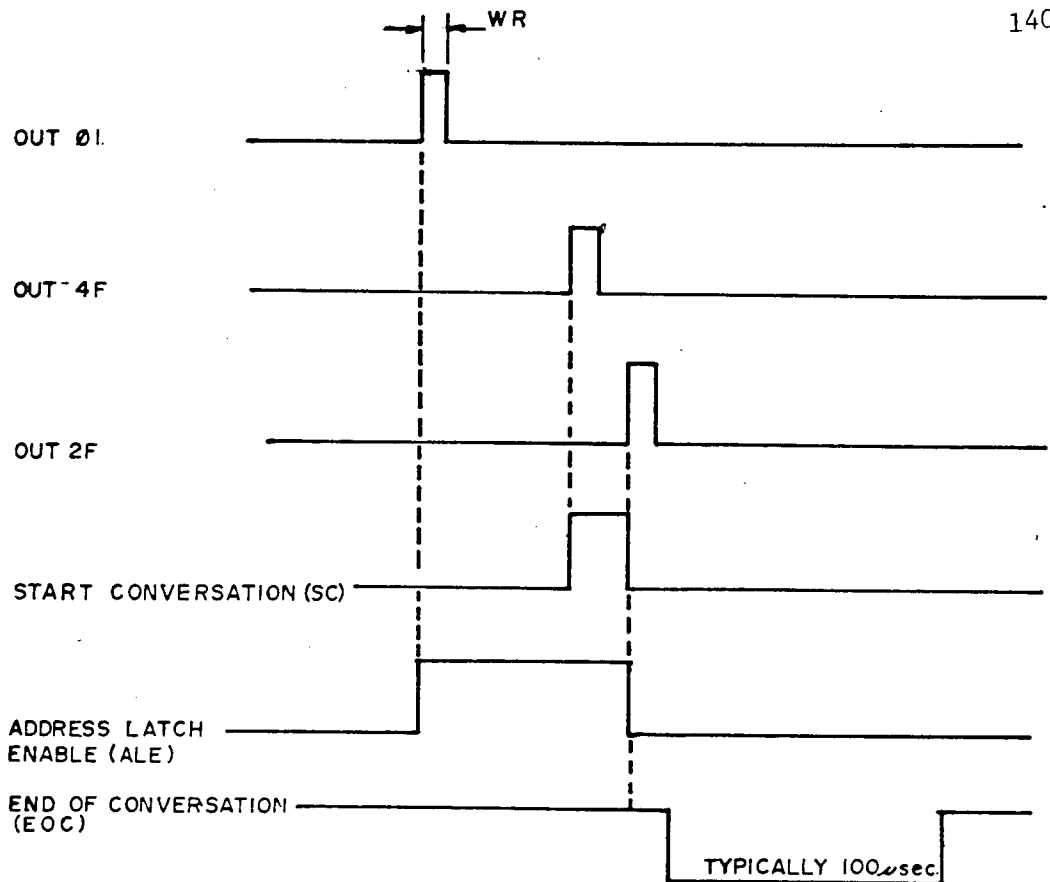 WR
140
OUT Ø1.
OUT-4F
OUT 2F
START CONVERSATION (SC)
ADDRESS LATCH
ENABLE (ALE)
END OF CONVERSATION
(EOC)
TYPICALLY 100μsec.